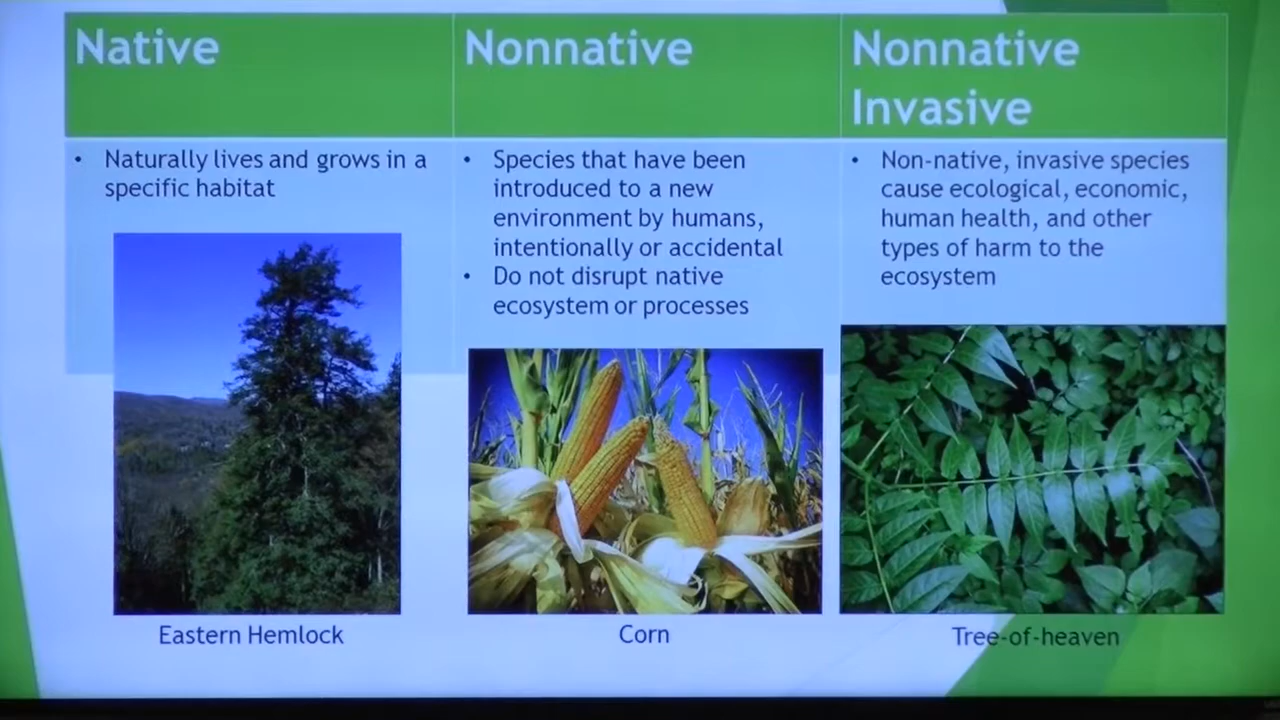 Native
Nonnative
Nonnative
Invasive
• Naturally lives and grows in a
specific habitat
• Species that have been
introduced to a new
environment by humans,
intentionally or accidental
• Do not disrupt native
ecosystem or processes
• Non-native, invasive species
cause ecological, economic,
human health, and other
types of harm to the
ecosystem
Eastern Hemlock
Corn
Tree-of-heaven